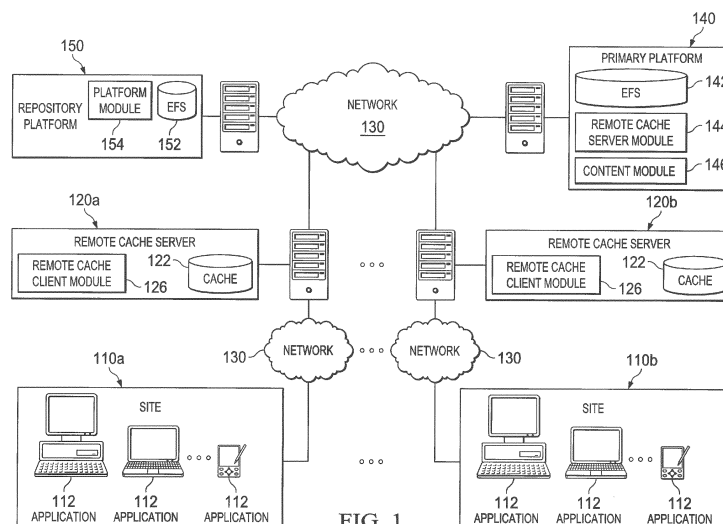 150
REPOSITORY
PLATFORM
PLATFORM
MODULE
154
EFS
152
NETWORK
130
140
PRIMARY PLATFORM
EFS
142
REMOTE CACHE
SERVER MODULE
144
CONTENT MODULE
146
120a
REMOTE CACHE SERVER
REMOTE CACHE
CLIENT MODULE
126
122
CACHE
120b
REMOTE CACHE SERVER
REMOTE CACHE
CLIENT MODULE
126
122
CACHE
130
NETWORK
NETWORK
130
110a
SITE
112
APPLICATION
112
APPLICATION
112
APPLICATION
110b
SITE
112
APPLICATION
112
APPLICATION
112
APPLICATION
FIG. 1